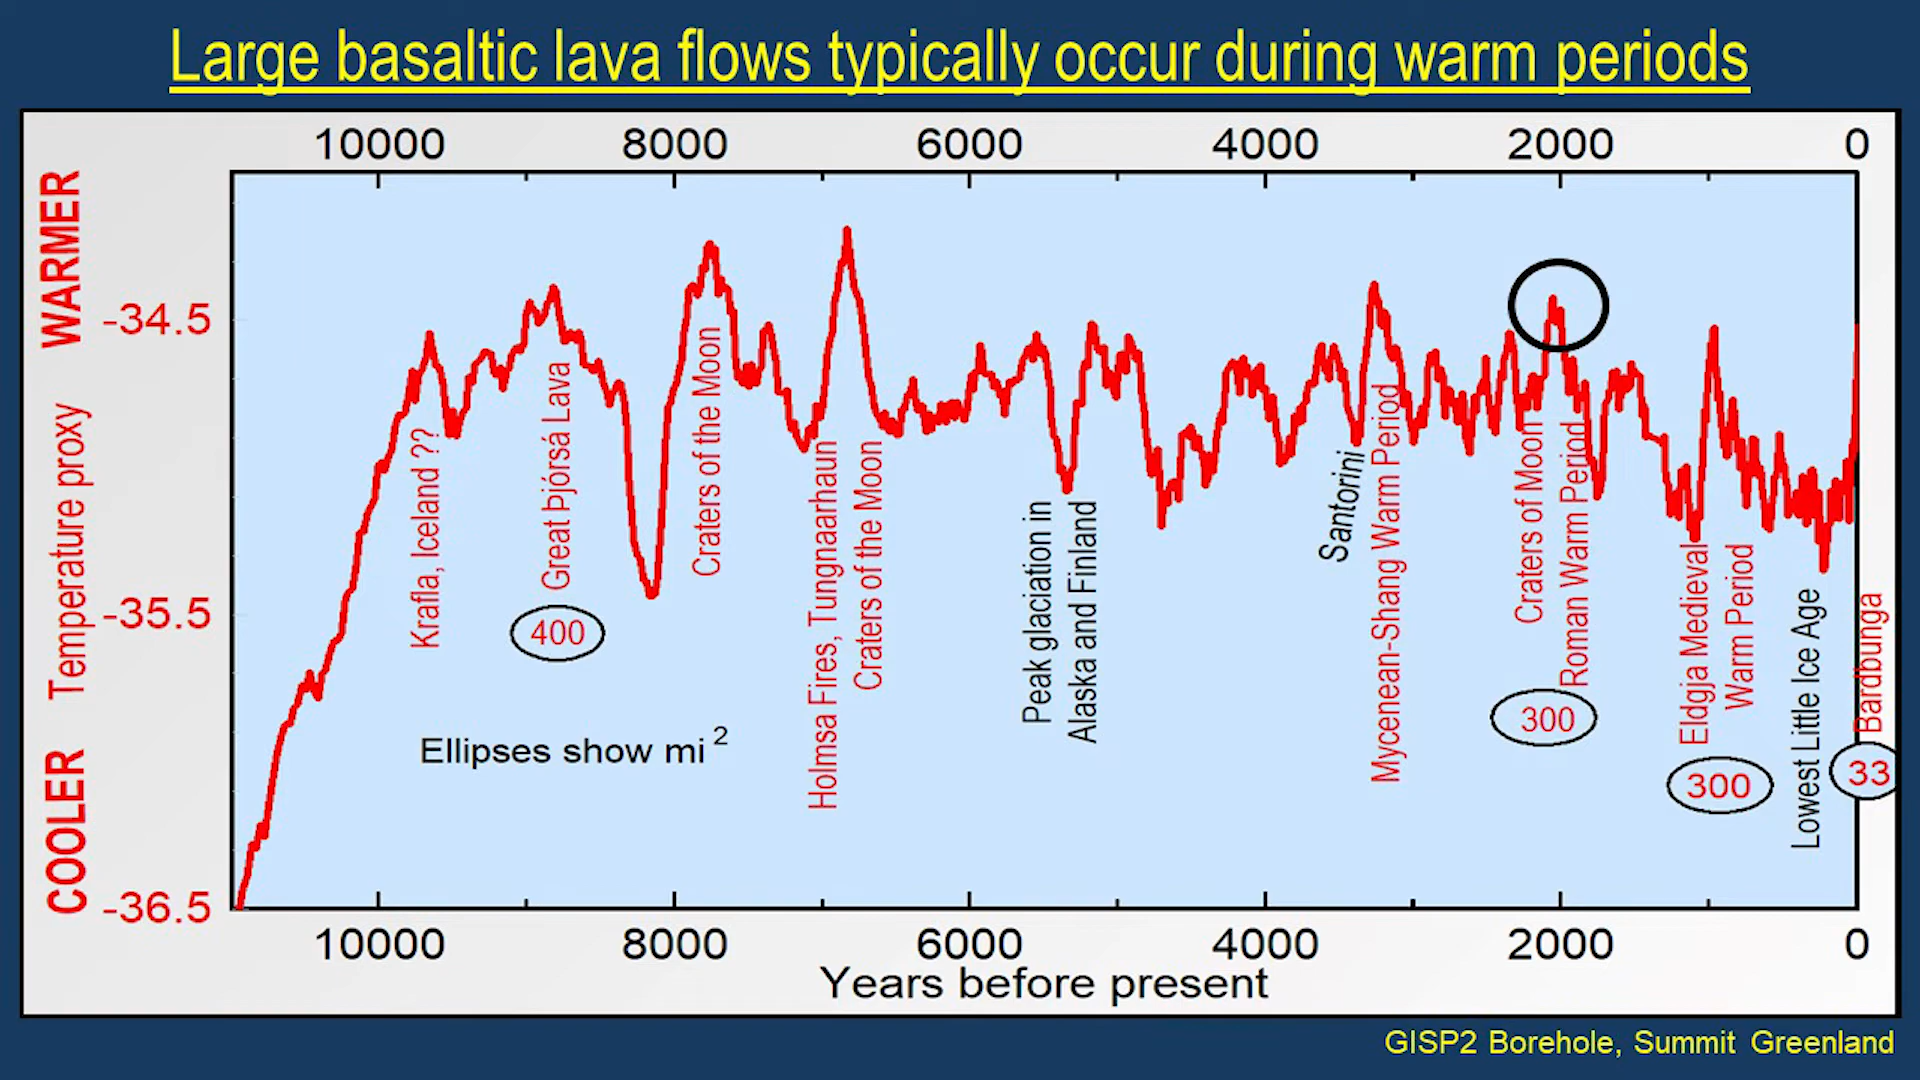 Large basaltic lava flows typically occur during warm periods
10000 8000 6000 4000 2000 0
WARMER
Temperature proxy
COOLER
-34.5
-35.5
-36.5
Krafla, Iceland ??
Great Þjórsá Lava
400
Craters of the Moon
Holmsa Fires, Tungnaarhaun
Craters of the Moon
Peak glaciation in
Alaska and Finland
Santorini
Mycenean-Shang Warm Period
Craters of Moon
Roman Warm Period
300
Eldgja Medieval
Warm Period
300
Lowest Little Ice Age
Bardbunga
33
Ellipses show mi 2
10000 8000 6000 4000 2000 0
Years before present
GISP2 Borehole, Summit Greenland